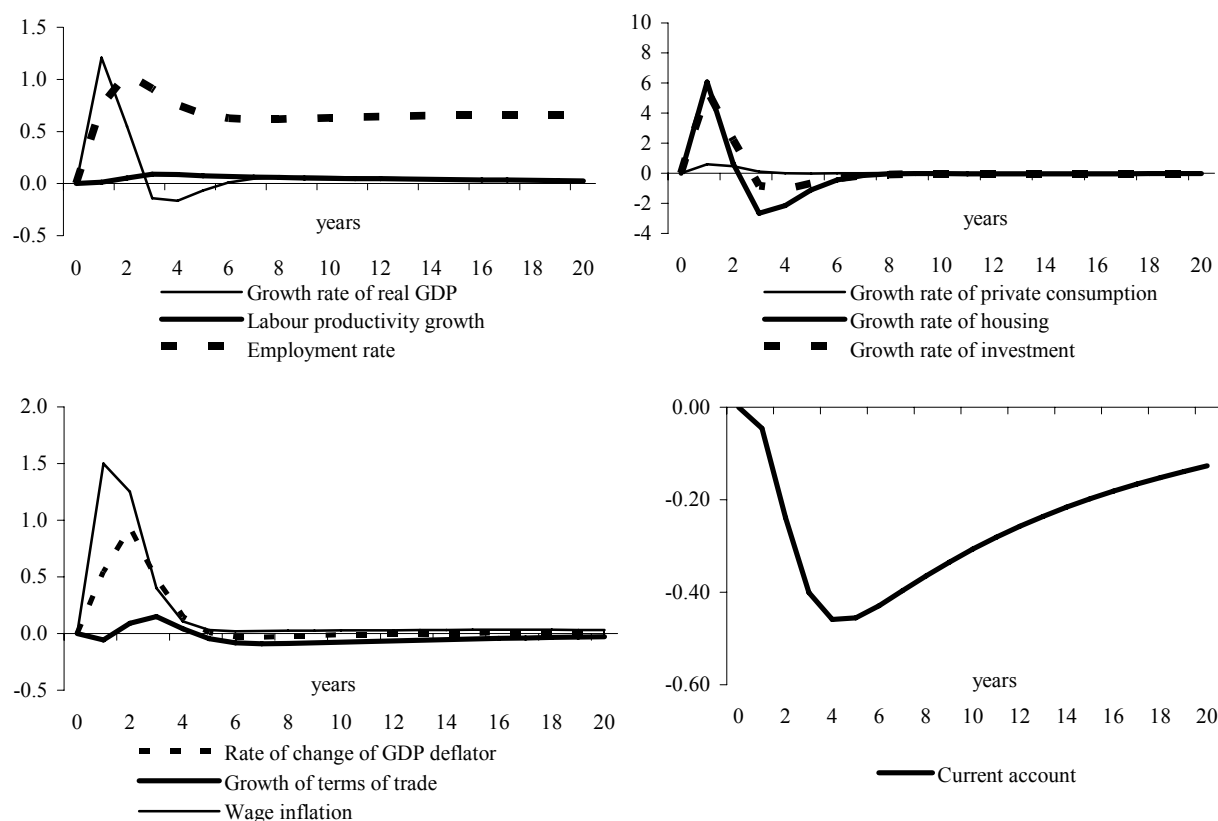 1.5
1.0
0.5
0.0
-0.5
years
0 2 4 6 8 10 12 14 16 18 20
Growth rate of real GDP
Labour productivity growth
Employment rate
10
8
6
4
2
0
-2
-4
years
0 2 4 6 8 10 12 14 16 18 20
Growth rate of private consumption
Growth rate of housing
Growth rate of investment
2.0
1.5
1.0
0.5
0.0
-0.5
years
0 2 4 6 8 10 12 14 16 18 20
Rate of change of GDP deflator
Growth of terms of trade
Wage inflation
0.00
-0.20
-0.40
-0.60
years
0 2 4 6 8 10 12 14 16 18 20
Current account